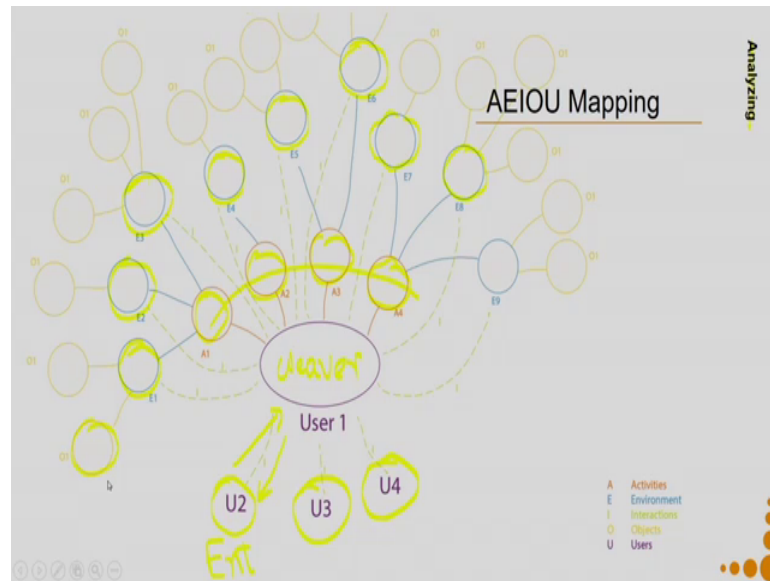 O1
O1
O1
O1
O1
O1
O1
O1
O1
O1
O1
E1
E2
E3
E4
E5
E6
E7
E8
E9
A1
A2
A3
A4
I
I
I
I
AEIOU Mapping
Analyzing
weaver
User 1
U2
U3
U4
Ent
A Activities
E Environment
I Interactions
O Objects
U Users